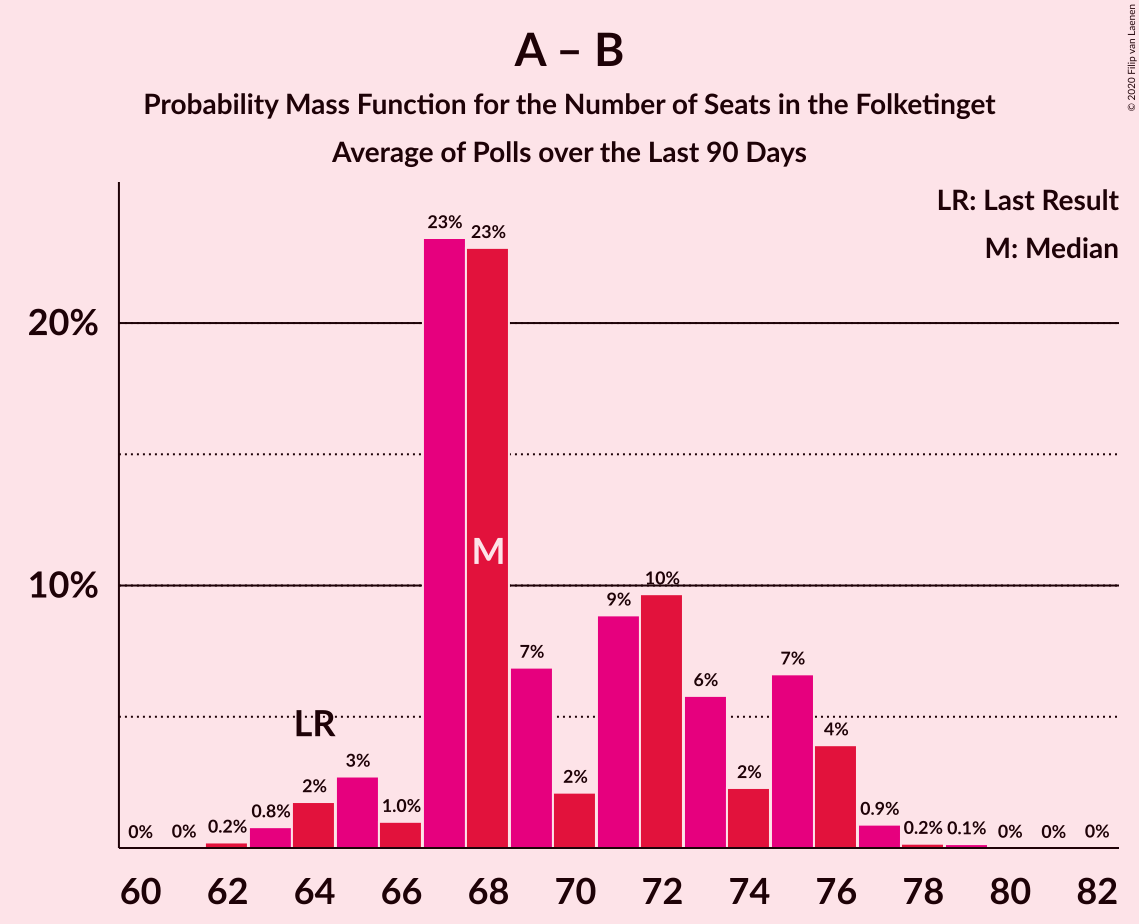 © 2020 Filip van Laenen
A – B
Probability Mass Function for the Number of Seats in the Folketinget
Average of Polls over the Last 90 Days
LR: Last Result
M: Median
20%
10%
0% 0% 0.2% 0.8% 2% 3% 1.0% 23% 23% 7% 2% 9% 10% 6% 2% 7% 4% 0.9% 0.2% 0.1% 0% 0% 0%
LR
M
60 62 64 66 68 70 72 74 76 78 80 82